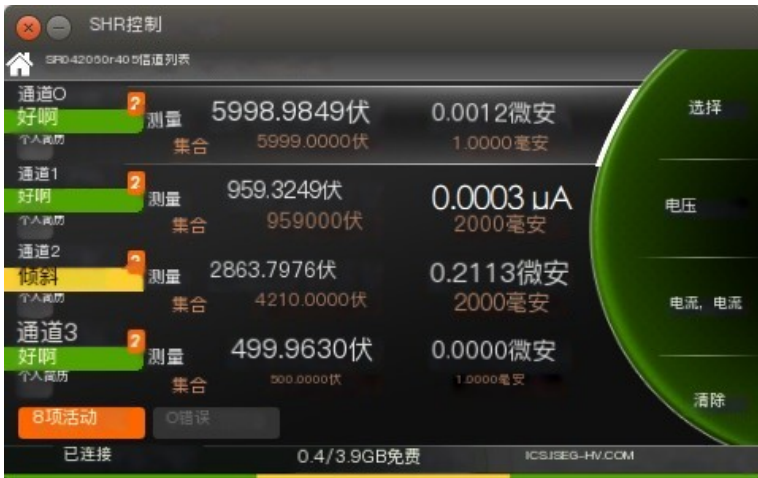 SHR控制
SR042060r405信道列表
通道O
好啊
2
测量 5998.9849伏 0.0012微安
个人简历
集合 5999.0000伏 1.0000毫安
通道1
好啊
2
测量 959.3249伏 0.0003 μA
个人简历
集合 959000伏 2000毫安
通道2
倾斜
2
测量 2863.7976伏 0.2113微安
个人简历
集合 4210.0000伏 2000毫安
通道3
好啊
2
测量 499.9630伏 0.0000微安
个人简历
集合 500.0000伏 1.0000毫安
选择
电压
电流，电流
清除
8项活动 O错误
已连接 0.4/3.9GB免费 ICS.ISEG-HV.COM